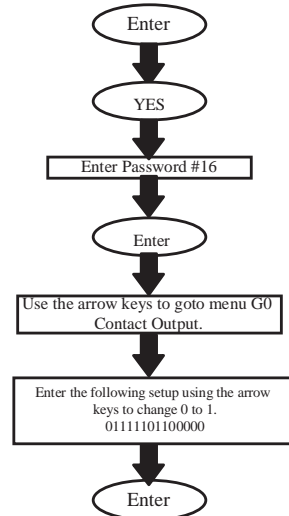 Enter
YES
Enter Password #16
Enter
Use the arrow keys to goto menu G0
Contact Output.
Enter the following setup using the arrow
keys to change 0 to 1.
01111101100000
Enter